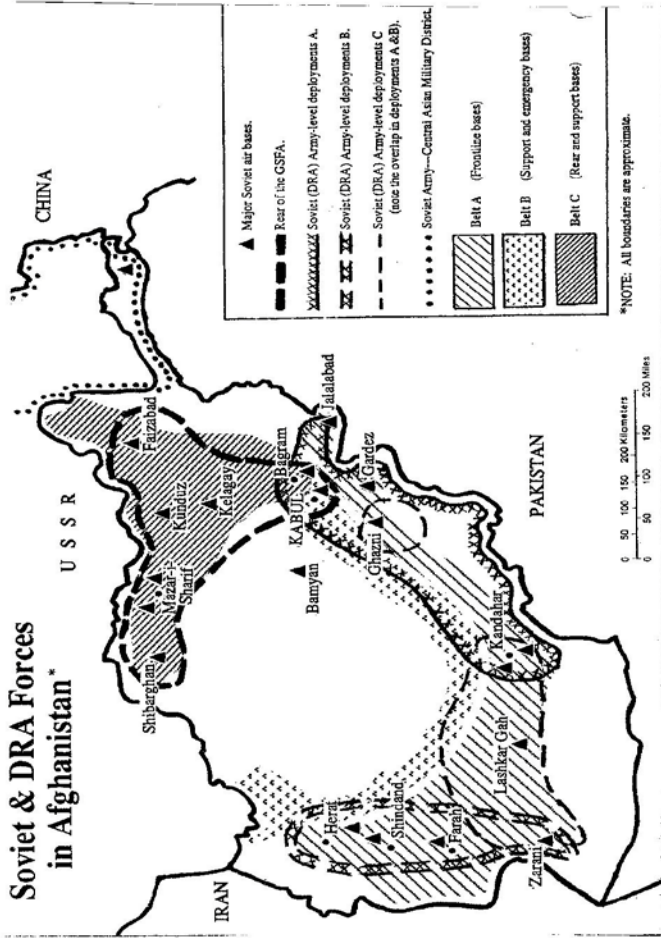 Soviet & DRA Forces
in Afghanistan*
USSR
CHINA
IRAN
PAKISTAN
Shibarghan
Mazar-i-
Sharif
Kunduz
Kelagay
Faizabad
Bamyan
Bagram
KABUL
Jalalabad
Ghazni
Gardez
Herat
Shindand
Farah
Zarani
Lashkar Gah
Kandahar
Major Soviet air bases.
Rear of the GSFA.
Soviet (DRA) Army-level deployments A.
Soviet (DRA) Army-level deployments B.
Soviet (DRA) Army-level deployments C
(note the overlap in deployments A &B).
Soviet Army—Central Asian Military District.
Belt A (Frontline bases)
Belt B (Support and emergency bases)
Belt C (Rear and support bases)
*NOTE: All boundaries are approximate.
0 50 100 150 200 Kilometers
0 50 100 150 200 Miles